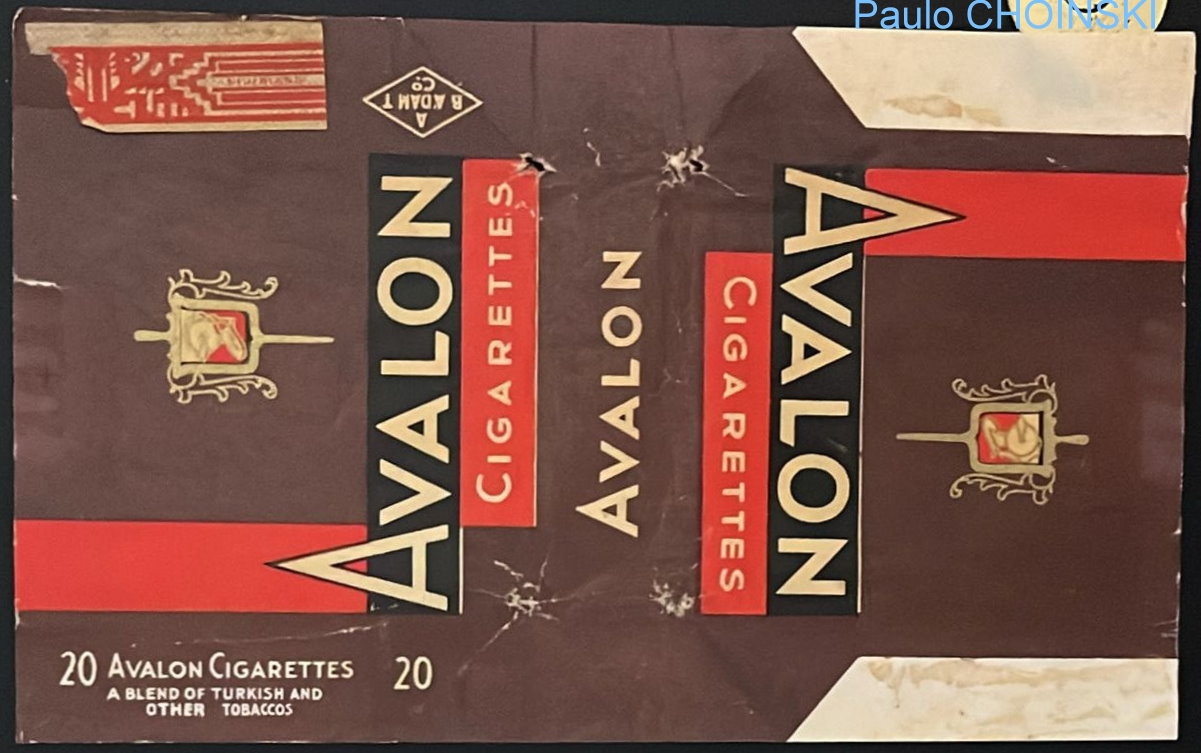 Paulo CHOINSKI
A
B. ADAM T
CO
AVALON
CIGARETTES
AVALON
CIGARETTES
AVALON
20 AVALON CIGARETTES 20
A BLEND OF TURKISH AND
OTHER TOBACCOS